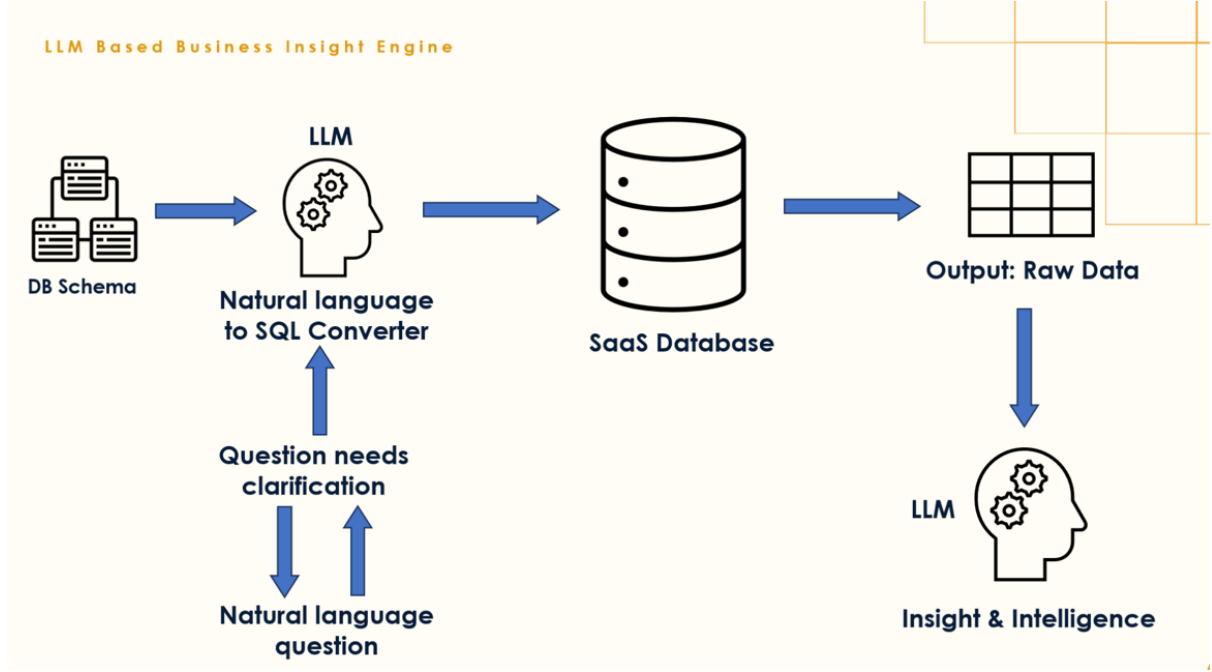 LLM Based Business Insight Engine
LLM
DB Schema
Natural language
to SQL Converter
SaaS Database
Output: Raw Data
Question needs
clarification
Natural language
question
LLM
Insight & Intelligence